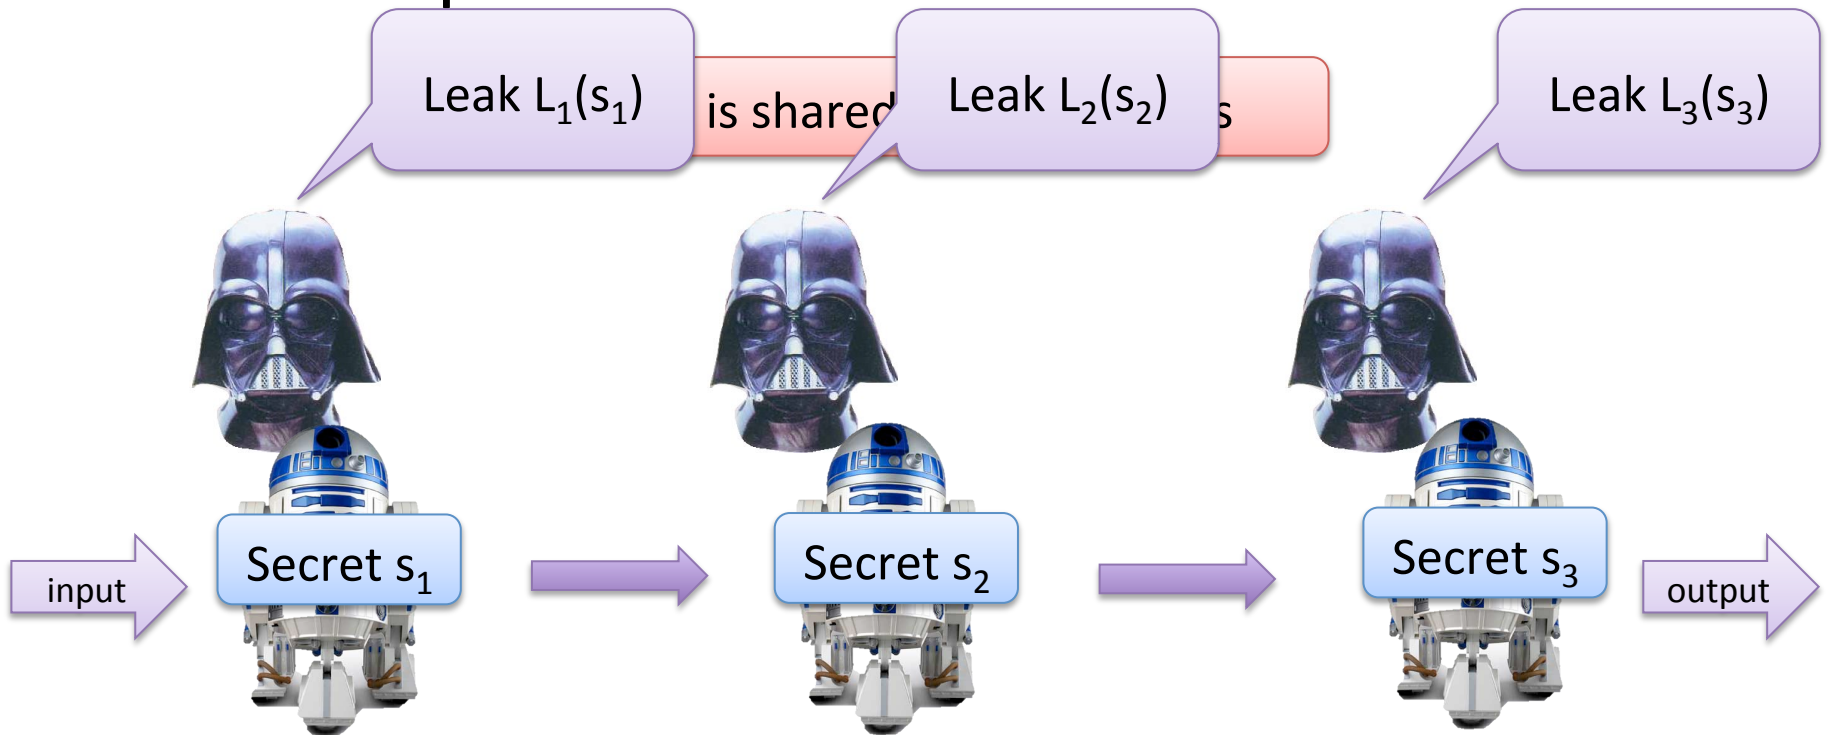 Leak L₁(s₁)
is shared
Leak L₂(s₂)
s
Leak L₃(s₃)
input
Secret s₁
Secret s₂
Secret s₃
output